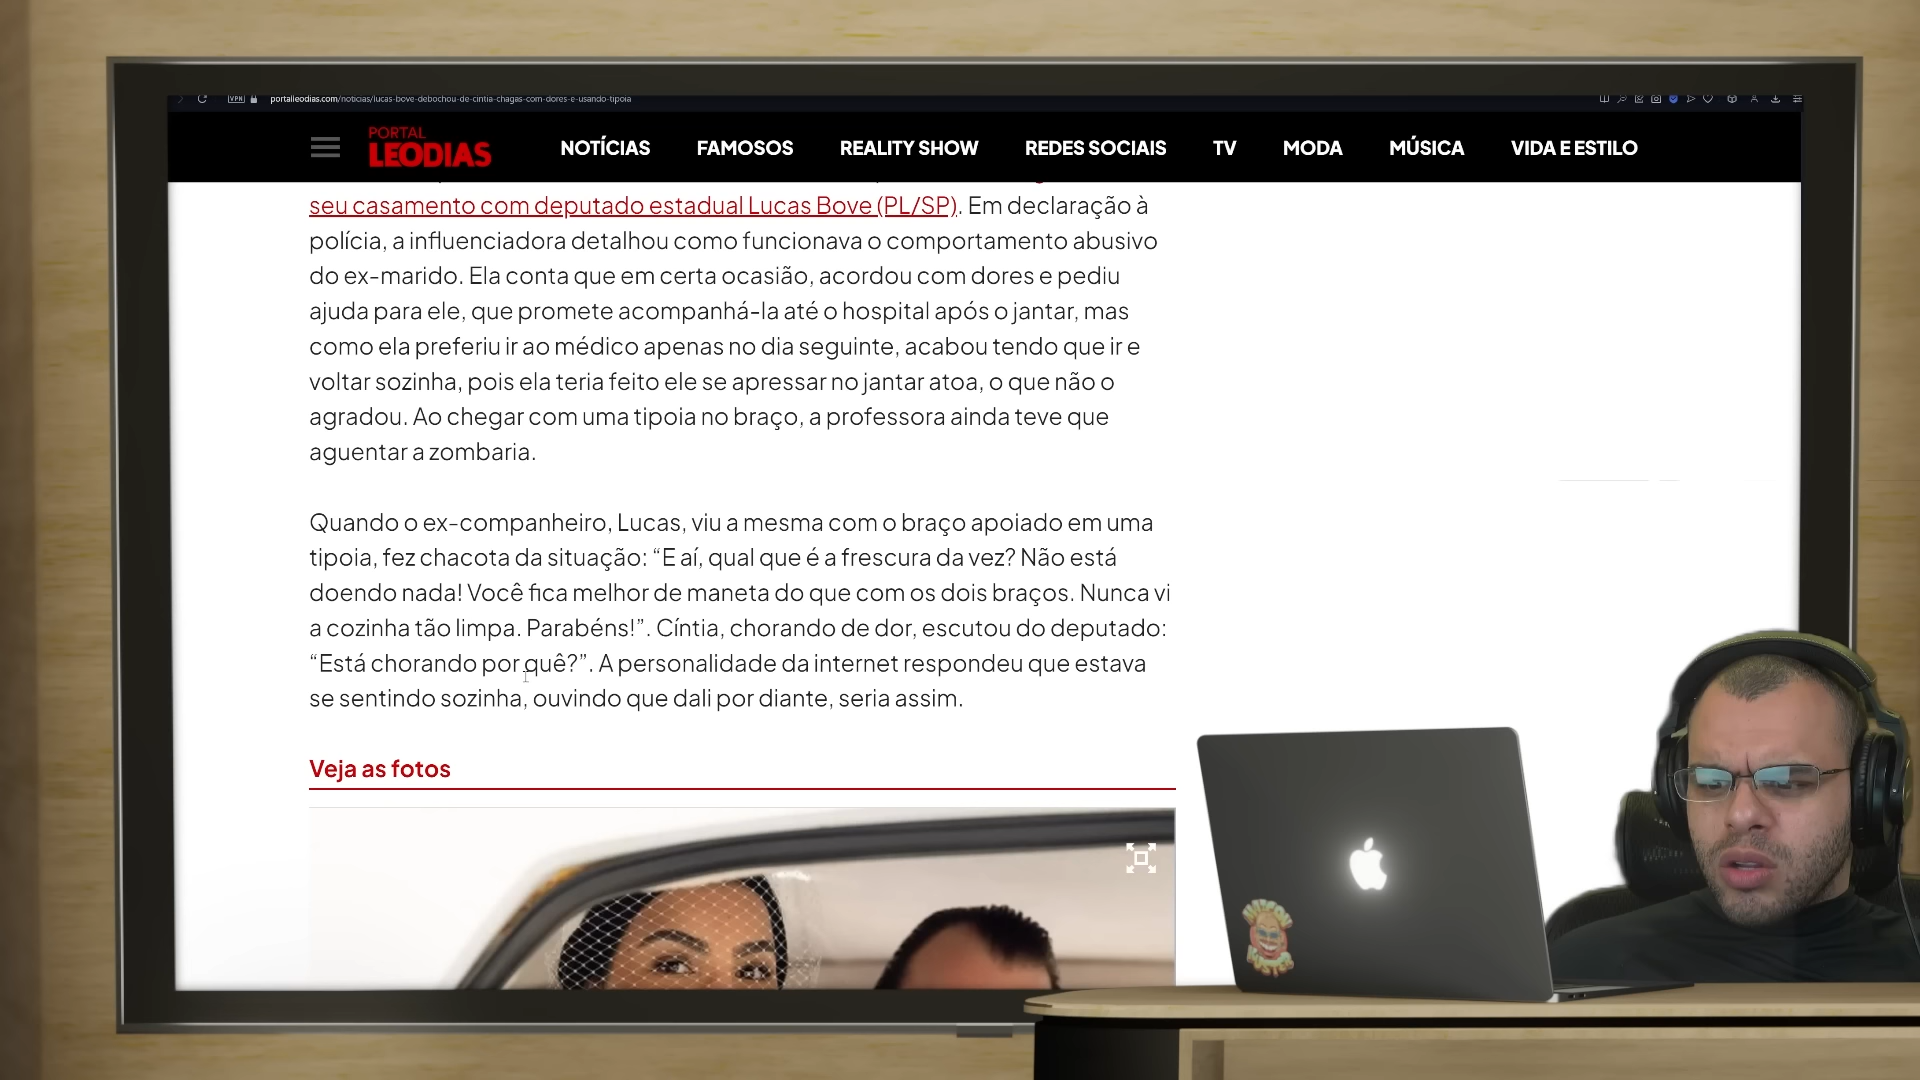 VPN portalleodias.com/noticias/lucas-bove-debochou-de-cintia-chagas-com-dores-e-usando-tipoia
PORTAL
LEODIAS
NOTÍCIAS FAMOSOS REALITY SHOW REDES SOCIAIS TV MODA MÚSICA VIDA E ESTILO
seu casamento com deputado estadual Lucas Bove (PL/SP). Em declaração à
polícia, a influenciadora detalhou como funcionava o comportamento abusivo
do ex-marido. Ela conta que em certa ocasião, acordou com dores e pediu
ajuda para ele, que promete acompanhá-la até o hospital após o jantar, mas
como ela preferiu ir ao médico apenas no dia seguinte, acabou tendo que ir e
voltar sozinha, pois ela teria feito ele se apressar no jantar atoa, o que não o
agradou. Ao chegar com uma tipoia no braço, a professora ainda teve que
aguentar a zombaria.
Quando o ex-companheiro, Lucas, viu a mesma com o braço apoiado em uma
tipoia, fez chacota da situação: “E aí, qual que é a frescura da vez? Não está
doendo nada! Você fica melhor de maneta do que com os dois braços. Nunca vi
a cozinha tão limpa. Parabéns!”. Cíntia, chorando de dor, escutou do deputado:
“Está chorando por quê?”. A personalidade da internet respondeu que estava
se sentindo sozinha, ouvindo que dali por diante, seria assim.
Veja as fotos